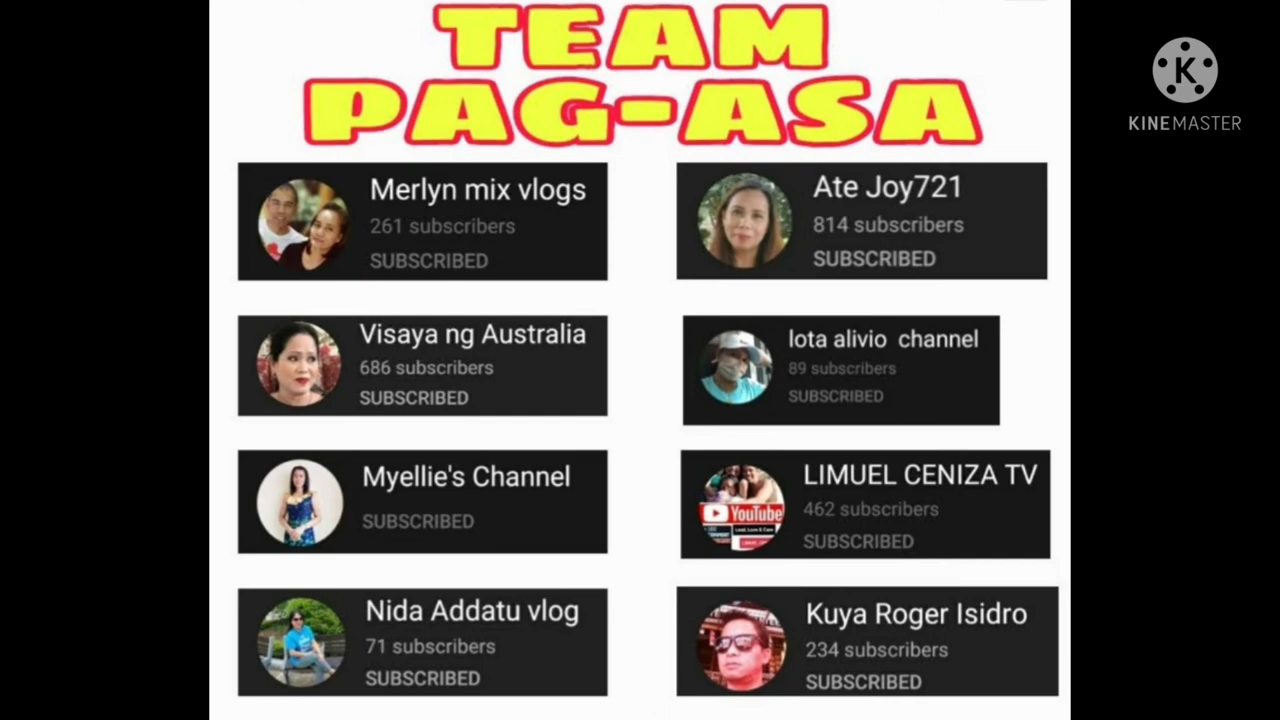 TEAM
PAG-ASA
KINEMASTER
Merlyn mix vlogs
261 subscribers
SUBSCRIBED
Ate Joy721
814 subscribers
SUBSCRIBED
Visaya ng Australia
686 subscribers
SUBSCRIBED
lota alivio channel
89 subscribers
SUBSCRIBED
Myellie's Channel
SUBSCRIBED
LIMUEL CENIZA TV
462 subscribers
SUBSCRIBED
YouTube
Nida Addatu vlog
71 subscribers
SUBSCRIBED
Kuya Roger Isidro
234 subscribers
SUBSCRIBED